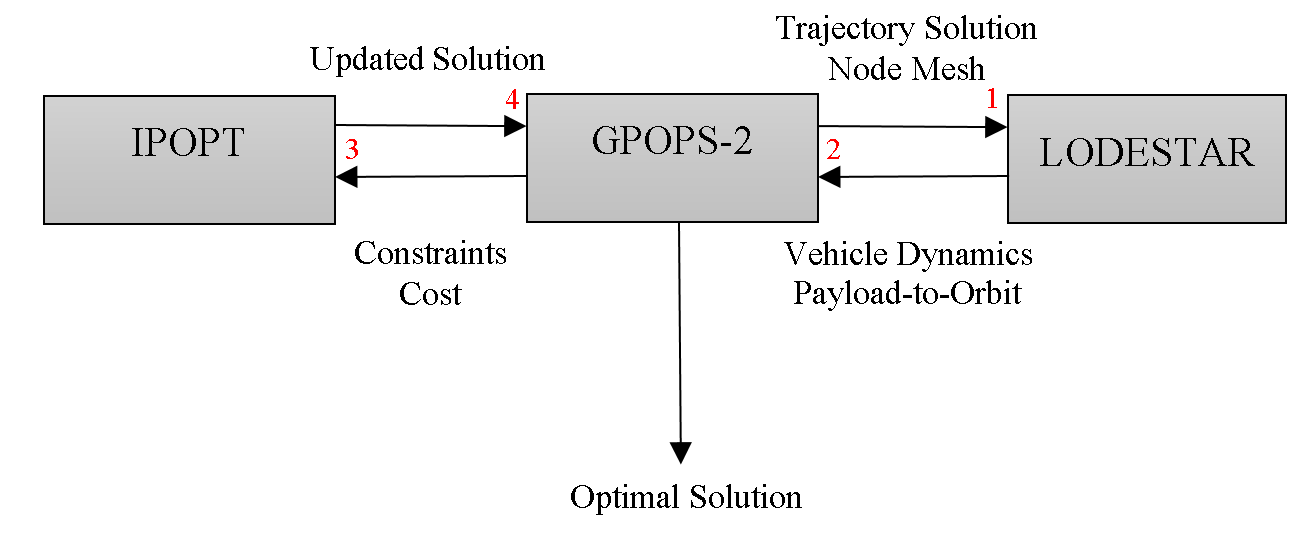 Trajectory Solution
Node Mesh
Updated Solution
4
1
IPOPT
3
GPOPS-2
2
LODESTAR
Constraints
Cost
Vehicle Dynamics
Payload-to-Orbit
Optimal Solution